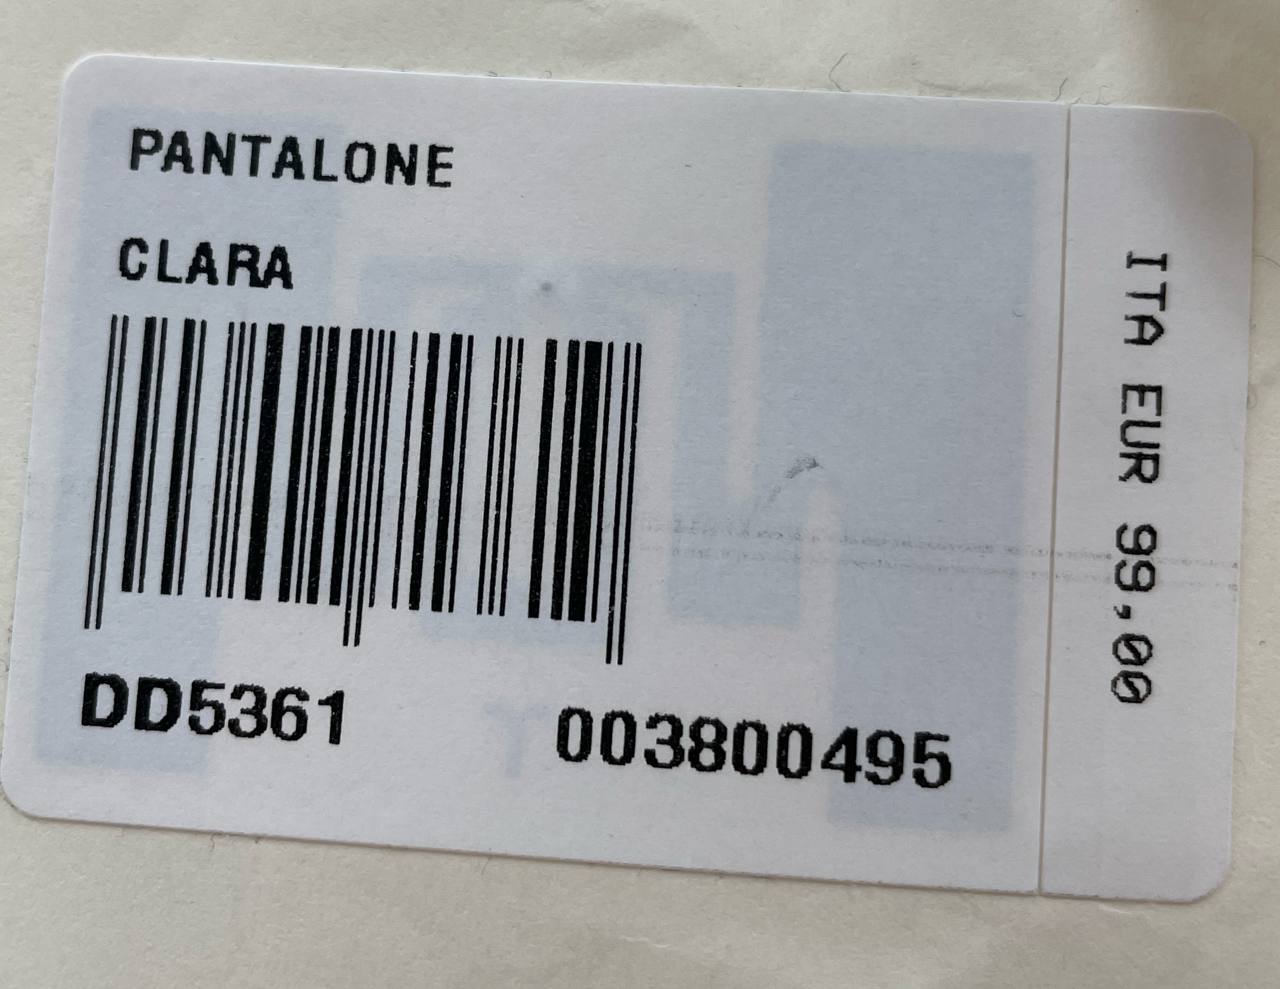 PANTALONE
CLARA
DD5361 003800495
ITA EUR 99,00